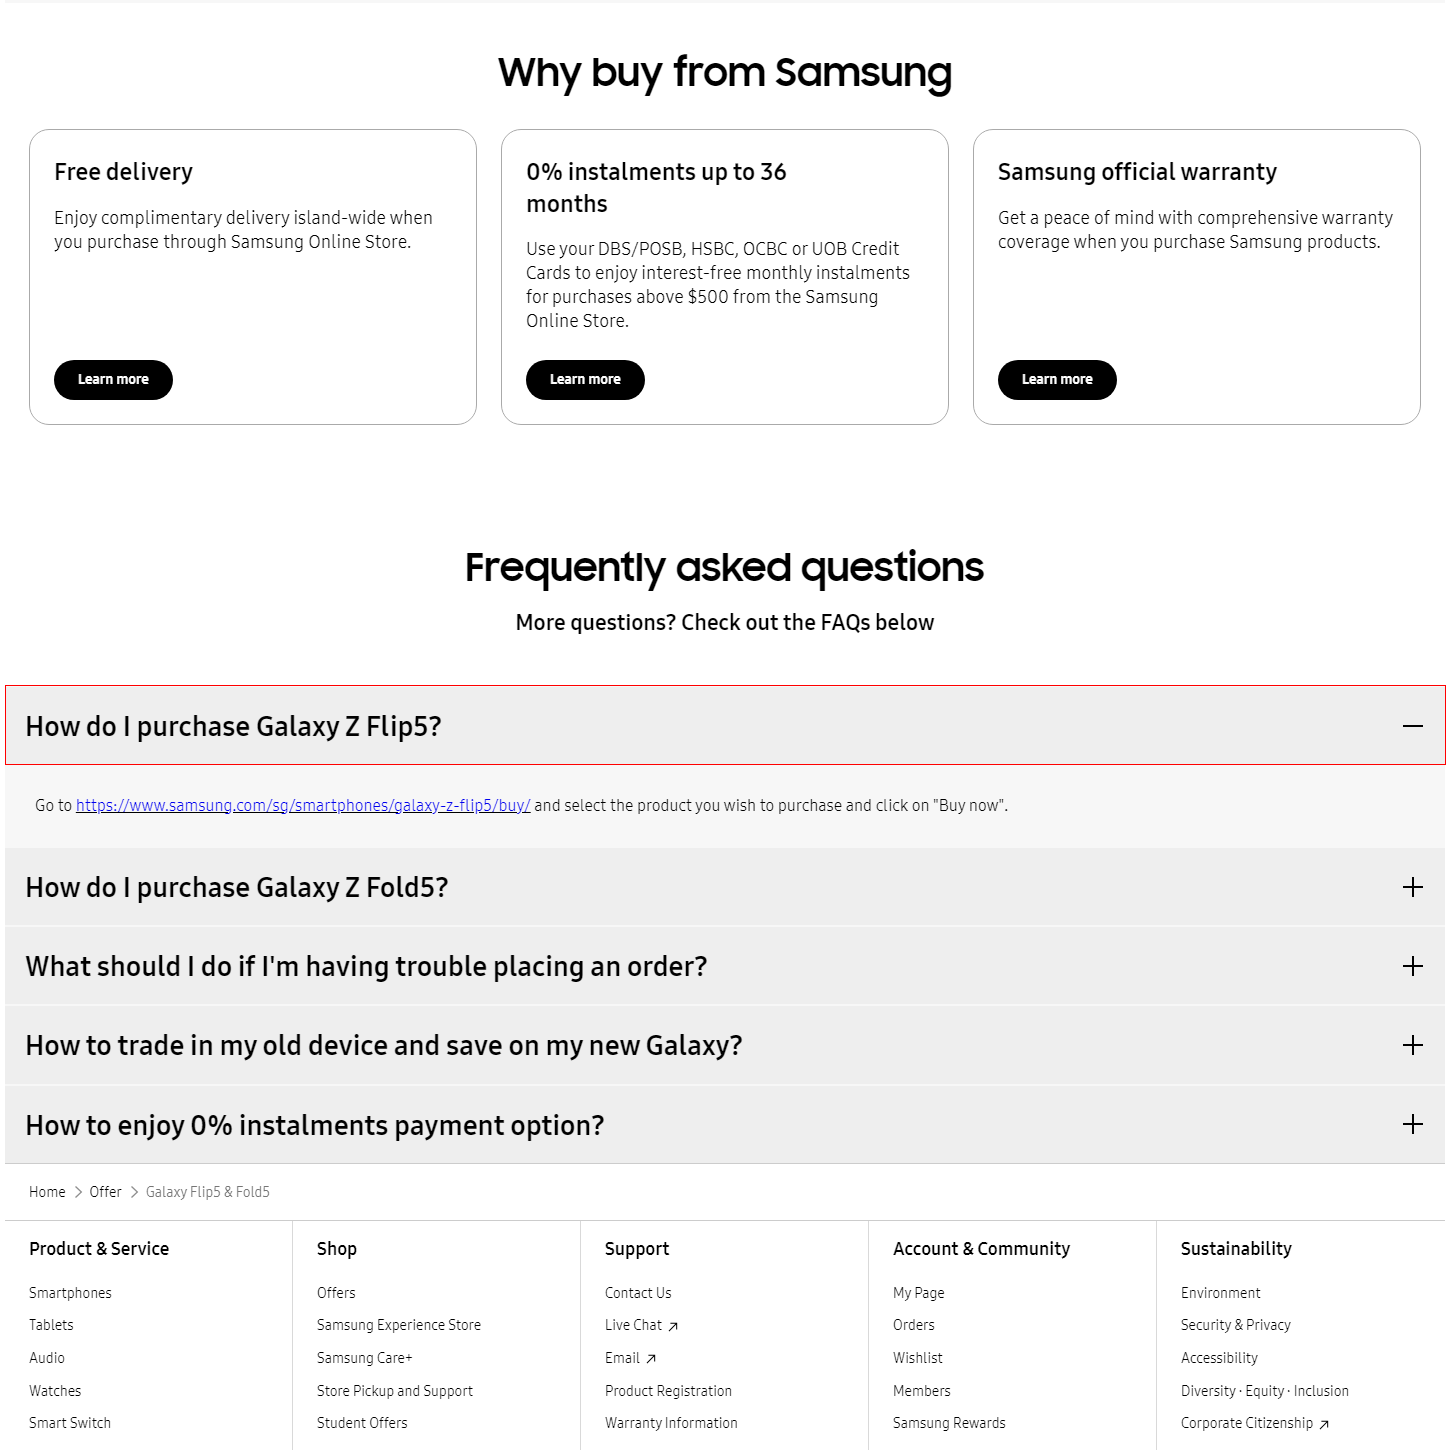 Why buy from Samsung
Free delivery
Enjoy complimentary delivery island-wide when
you purchase through Samsung Online Store.
Learn more
0% instalments up to 36
months
Use your DBS/POSB, HSBC, OCBC or UOB Credit
Cards to enjoy interest-free monthly instalments
for purchases above $500 from the Samsung
Online Store.
Learn more
Samsung official warranty
Get a peace of mind with comprehensive warranty
coverage when you purchase Samsung products.
Learn more
Frequently asked questions
More questions? Check out the FAQs below
How do I purchase Galaxy Z Flip5?
Go to https://www.samsung.com/sg/smartphones/galaxy-z-flip5/buy/ and select the product you wish to purchase and click on "Buy now".
How do I purchase Galaxy Z Fold5?
What should I do if I'm having trouble placing an order?
How to trade in my old device and save on my new Galaxy?
How to enjoy 0% instalments payment option?
Home > Offer > Galaxy Flip5 & Fold5
Product & Service
Smartphones
Tablets
Audio
Watches
Smart Switch
Shop
Offers
Samsung Experience Store
Samsung Care+
Store Pickup and Support
Student Offers
Support
Contact Us
Live Chat
Email
Product Registration
Warranty Information
Account & Community
My Page
Orders
Wishlist
Members
Samsung Rewards
Sustainability
Environment
Security & Privacy
Accessibility
Diversity · Equity · Inclusion
Corporate Citizenship